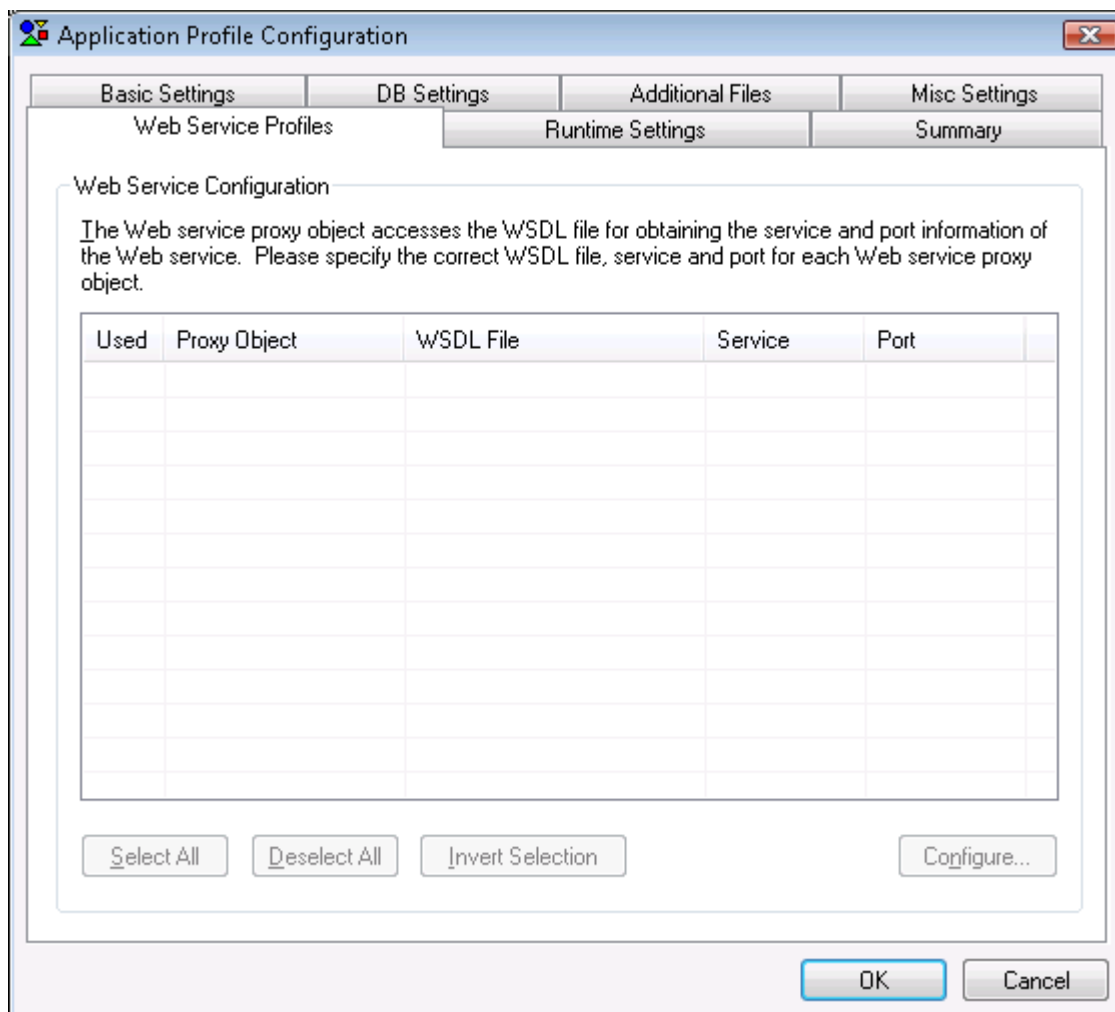 Application Profile Configuration
Basic Settings DB Settings Additional Files Misc Settings
Web Service Profiles Runtime Settings Summary
Web Service Configuration
The Web service proxy object accesses the WSDL file for obtaining the service and port information of
the Web service.  Please specify the correct WSDL file, service and port for each Web service proxy
object.
Used Proxy Object WSDL File Service Port
Select All Deselect All Invert Selection Configure...
OK Cancel